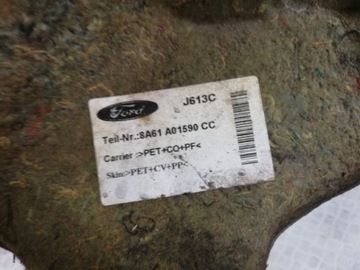 Ford
J613C
Teil-Nr.:8A61 A01590 CC
Carrier :>PET+CO+PF<
Skin:>PET+CV+PP<